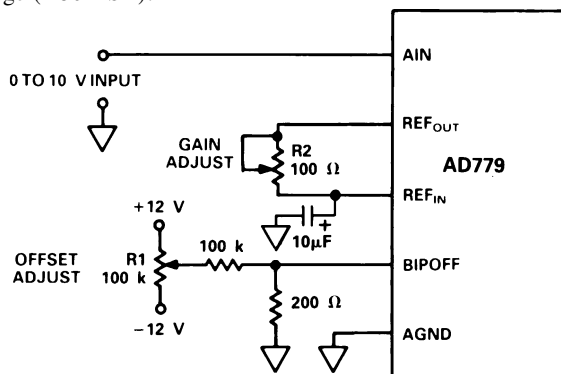 AIN
0 TO 10 V INPUT
REFOUT
GAIN
ADJUST
R2
100 Ω
AD779
REFIN
+
10μF
+12 V
OFFSET
ADJUST
R1
100 k
100 k
BIPOFF
200 Ω
-12 V
AGND